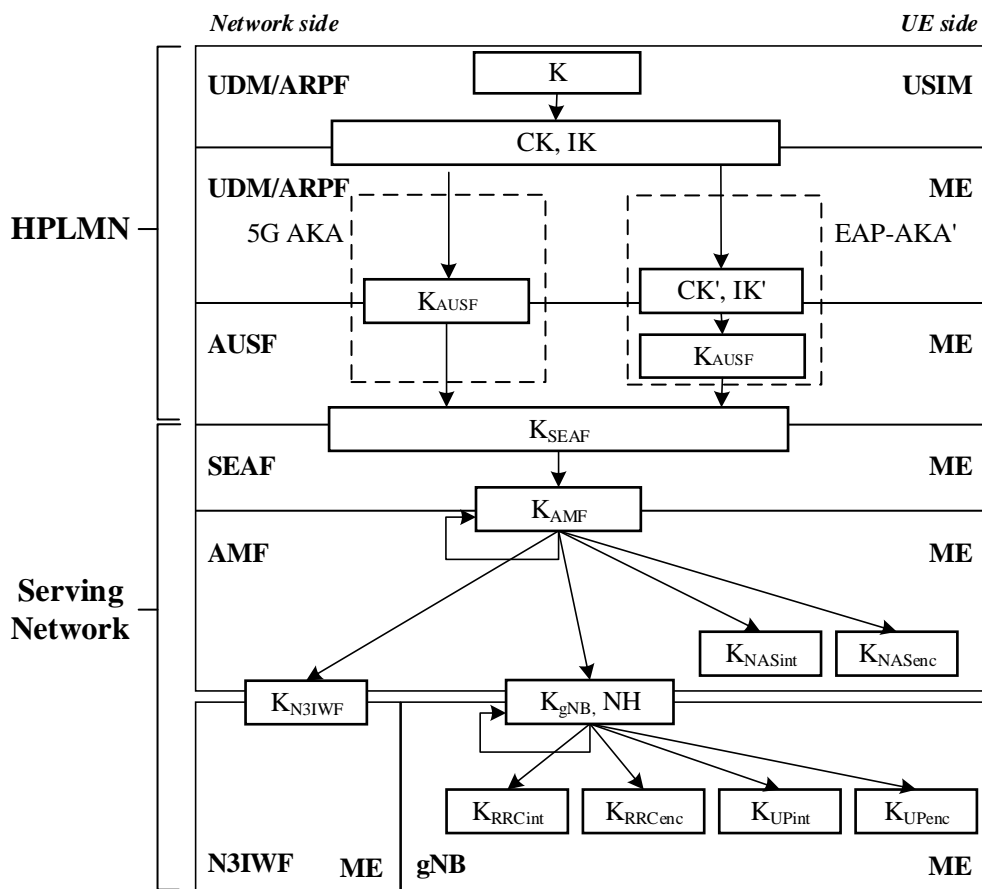 Network side
UE side
UDM/ARPF
K
USIM
CK, IK
UDM/ARPF
ME
HPLMN
5G AKA
EAP-AKA'
KAUSF
CK', IK'
AUSF
KAUSF
ME
KSEAF
SEAF
ME
KAMF
AMF
ME
Serving
Network
KNASint
KNASenc
KN3IWF
KgNB, NH
KRRCint
KRRCenc
KUPint
KUPenc
N3IWF
ME
gNB
ME